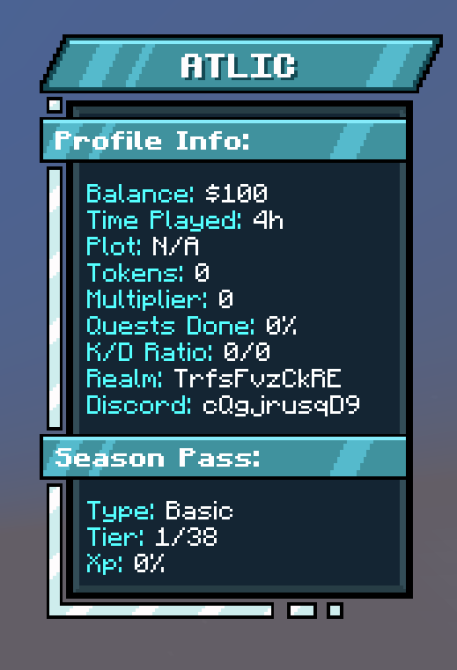 ATLIC
Profile Info:
Balance: $100
Time Played: 4h
Plot: N/A
Tokens: 0
Multiplier: 0
Quests Done: 0%
K/D Ratio: 0/0
Realm: TrfsFvzCkRE
Discord: cQgJrusqD9
Season Pass:
Type: Basic
Tier: 1/38
Xp: 0%